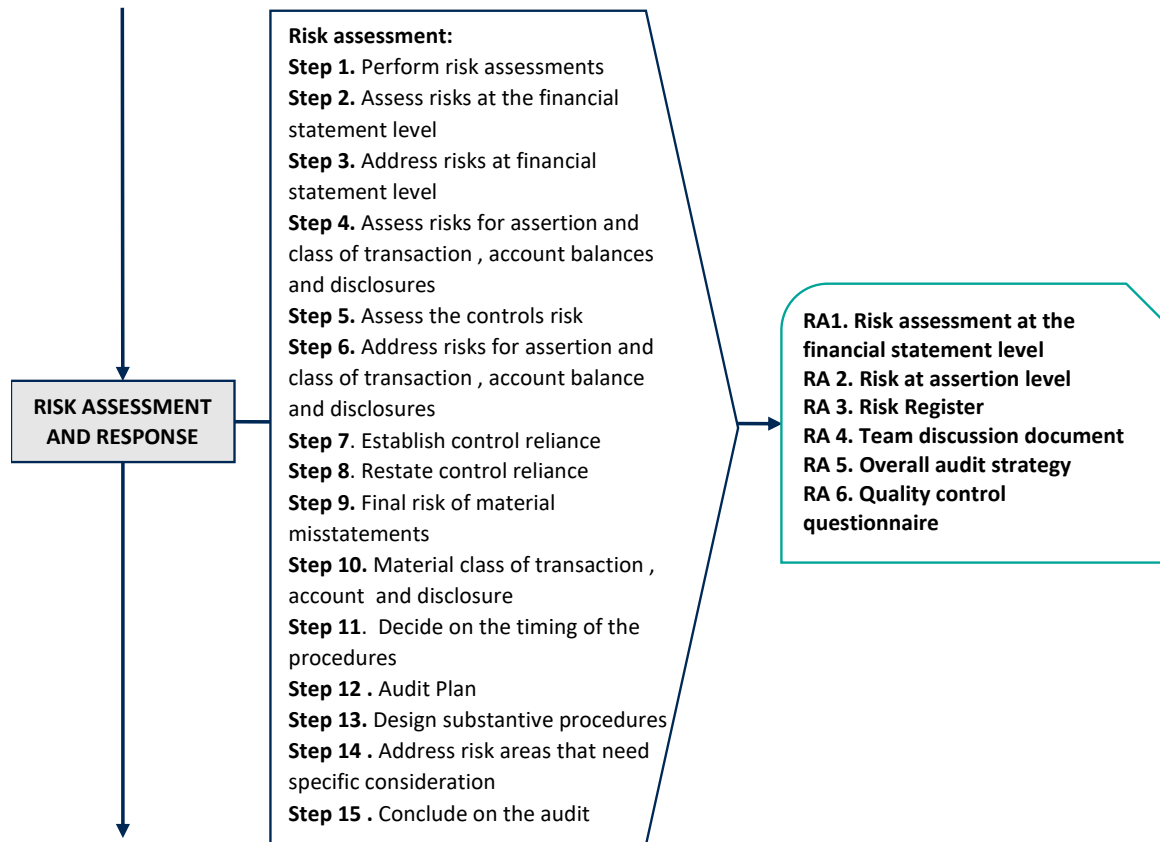 Risk assessment:
Step 1. Perform risk assessments
Step 2. Assess risks at the financial
statement level
Step 3. Address risks at financial
statement level
Step 4. Assess risks for assertion and
class of transaction , account balances
and disclosures
Step 5. Assess the controls risk
Step 6. Address risks for assertion and
class of transaction , account balance
and disclosures
Step 7. Establish control reliance
Step 8. Restate control reliance
Step 9. Final risk of material
misstatements
Step 10. Material class of transaction ,
account and disclosure
Step 11. Decide on the timing of the
procedures
Step 12 . Audit Plan
Step 13. Design substantive procedures
Step 14 . Address risk areas that need
specific consideration
Step 15 . Conclude on the audit
RISK ASSESSMENT
AND RESPONSE
RA1. Risk assessment at the
financial statement level
RA 2. Risk at assertion level
RA 3. Risk Register
RA 4. Team discussion document
RA 5. Overall audit strategy
RA 6. Quality control
questionnaire